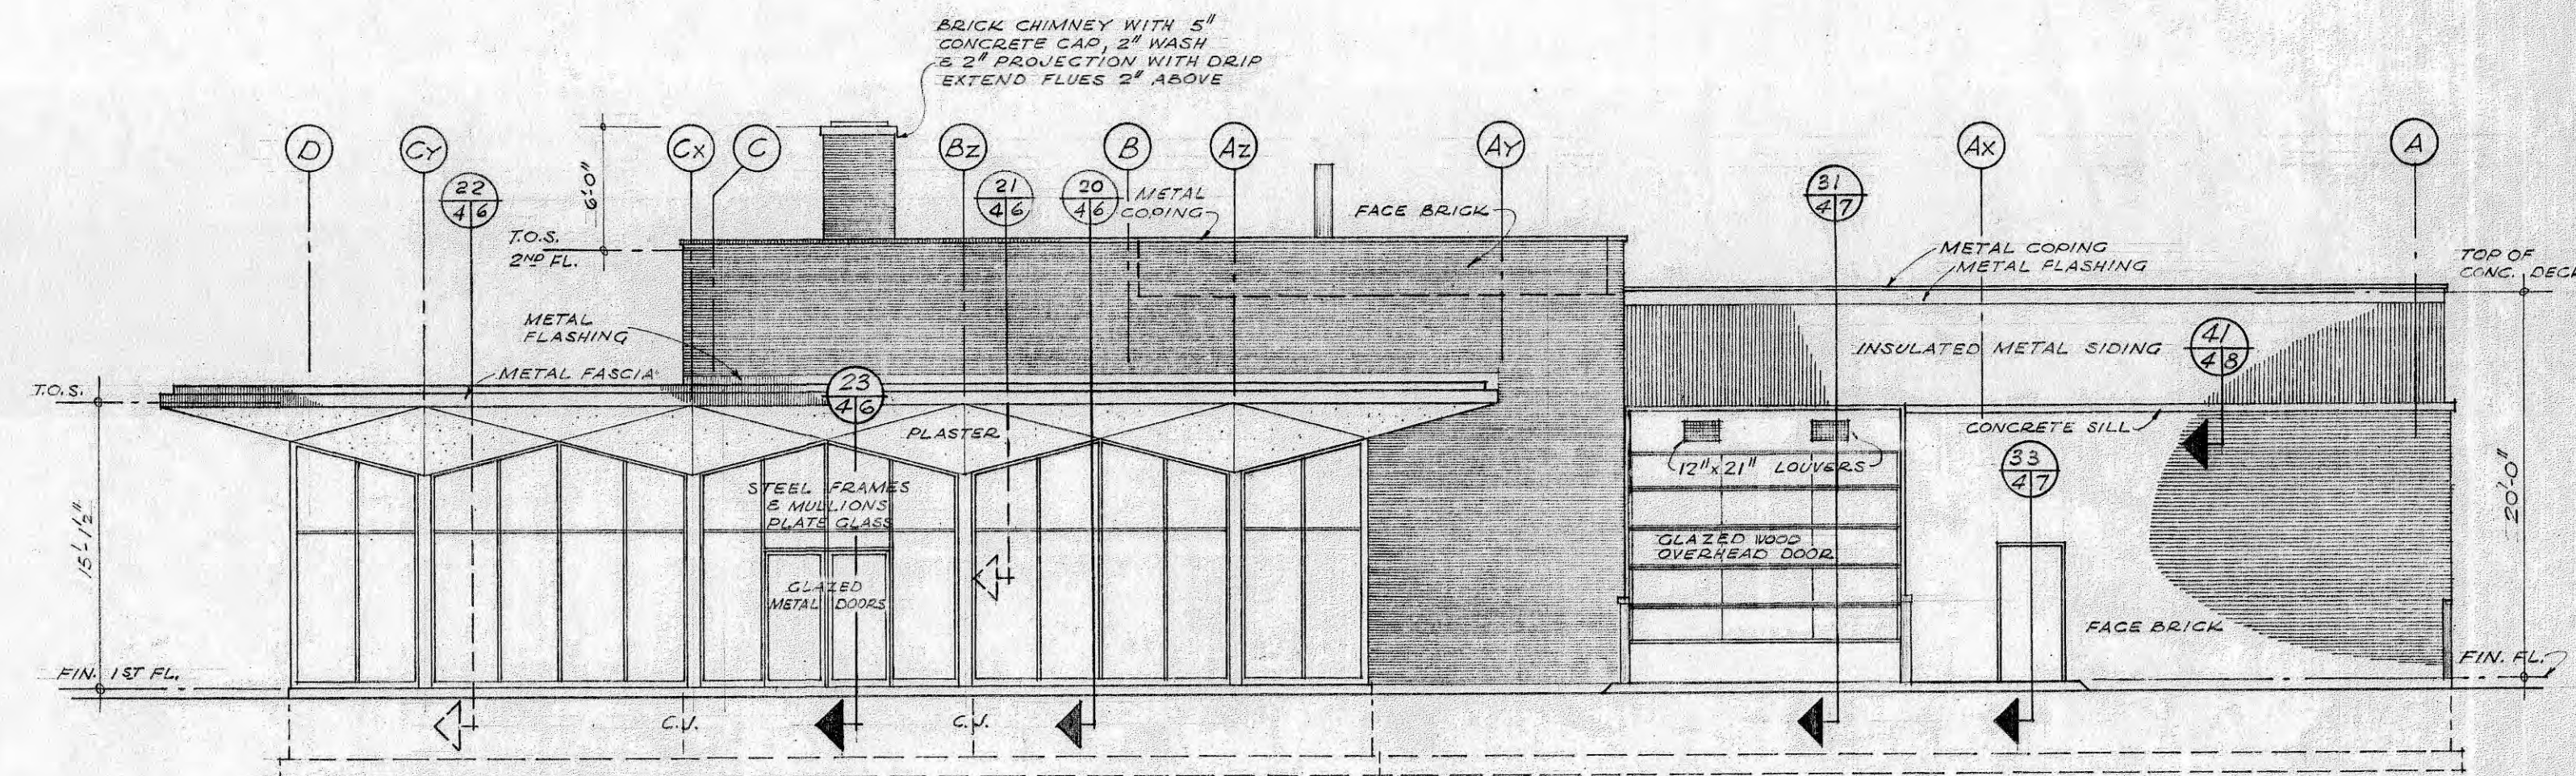 BRICK CHIMNEY WITH 5"
CONCRETE CAP, 2" WASH
& 2" PROJECTION WITH DRIP
EXTEND FLUES 2" ABOVE
D
CY
CX
C
BZ
B
AZ
AY
AX
A
22
4 6
21
4 6
20
4 6
31
4 7
6'-0"
METAL
COPING
FACE BRICK
T.O.S.
2ND FL.
METAL COPING
METAL FLASHING
TOP OF
CONC. DECK
METAL
FLASHING
METAL FASCIA
INSULATED METAL SIDING
41
4 8
T.O.S.
23
4 6
PLASTER
CONCRETE SILL
12"x21" LOUVERS
33
4 7
STEEL FRAMES
& MULLIONS
PLATE GLASS
15'-1½"
20'-0"
GLAZED WOOD
OVERHEAD DOOR
GLAZED
METAL DOORS
FACE BRICK
FIN. 1ST FL.
FIN. FL.
C.J.
C.J.